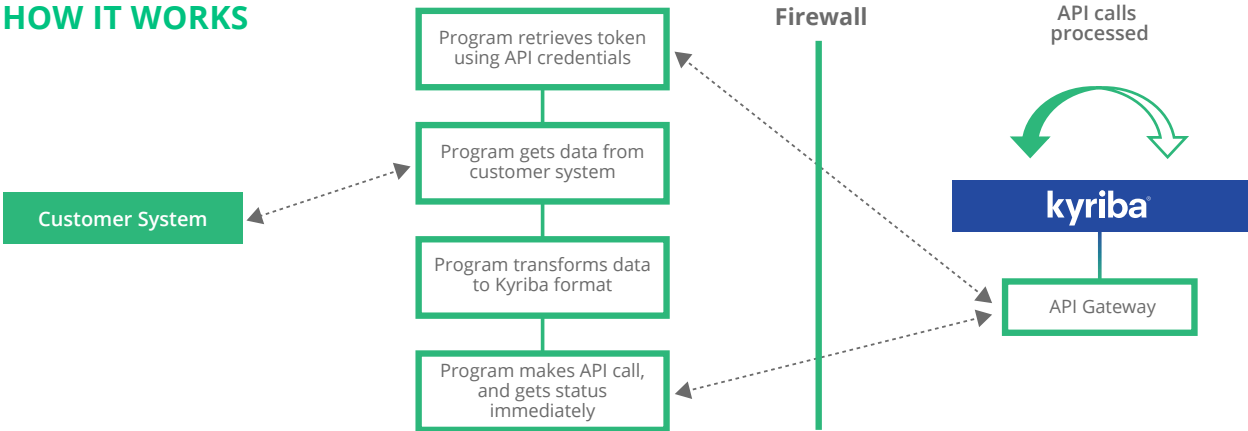 HOW IT WORKS
Program retrieves token
using API credentials
Program gets data from
customer system
Customer System
Program transforms data
to Kyriba format
Program makes API call,
and gets status
immediately
Firewall
API calls
processed
kyriba®
API Gateway